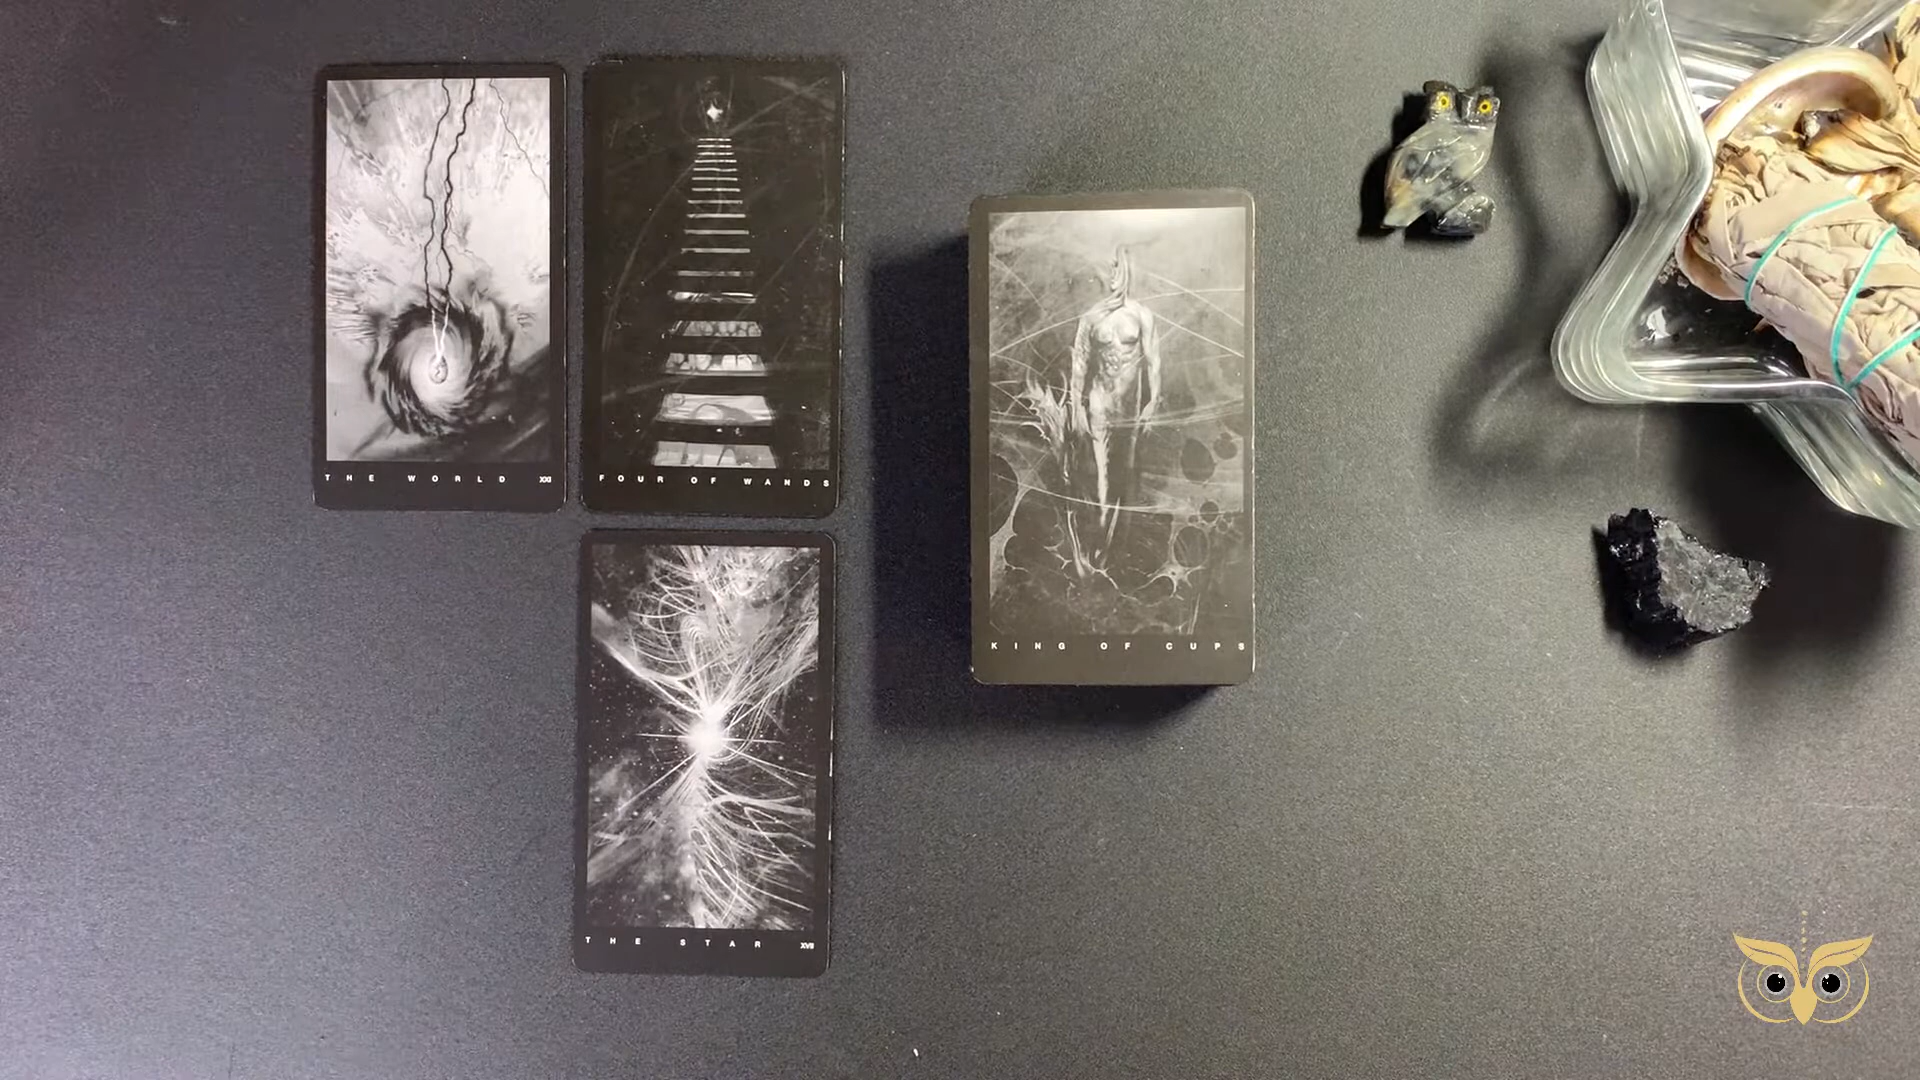 THE WORLD XXI
FOUR OF WANDS
KING OF CUPS
THE STAR XVII